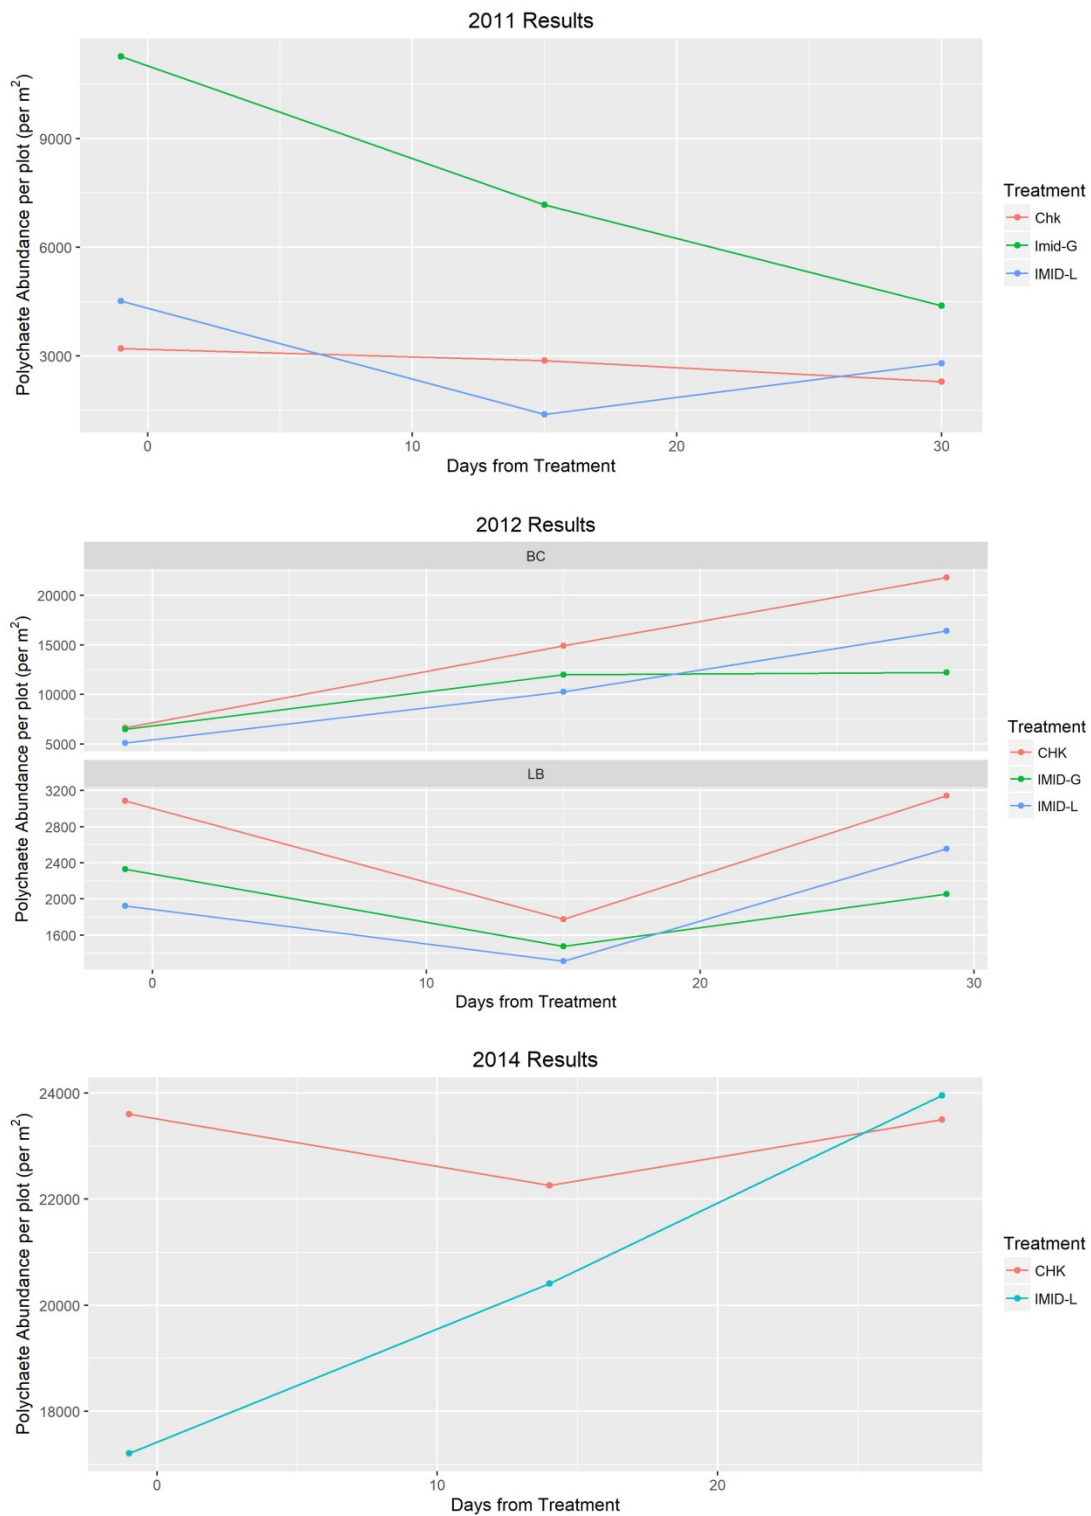 2011 Results
Polychaete Abundance per plot (per m²)
9000
6000
3000
0 10 20 30
Days from Treatment
Treatment
Chk
Imid-G
IMID-L
2012 Results
BC
Polychaete Abundance per plot (per m²)
20000
15000
10000
5000
LB
3200
2800
2400
2000
1600
0 10 20 30
Days from Treatment
Treatment
CHK
IMID-G
IMID-L
2014 Results
Polychaete Abundance per plot (per m²)
24000
22000
20000
18000
0 10 20
Days from Treatment
Treatment
CHK
IMID-L